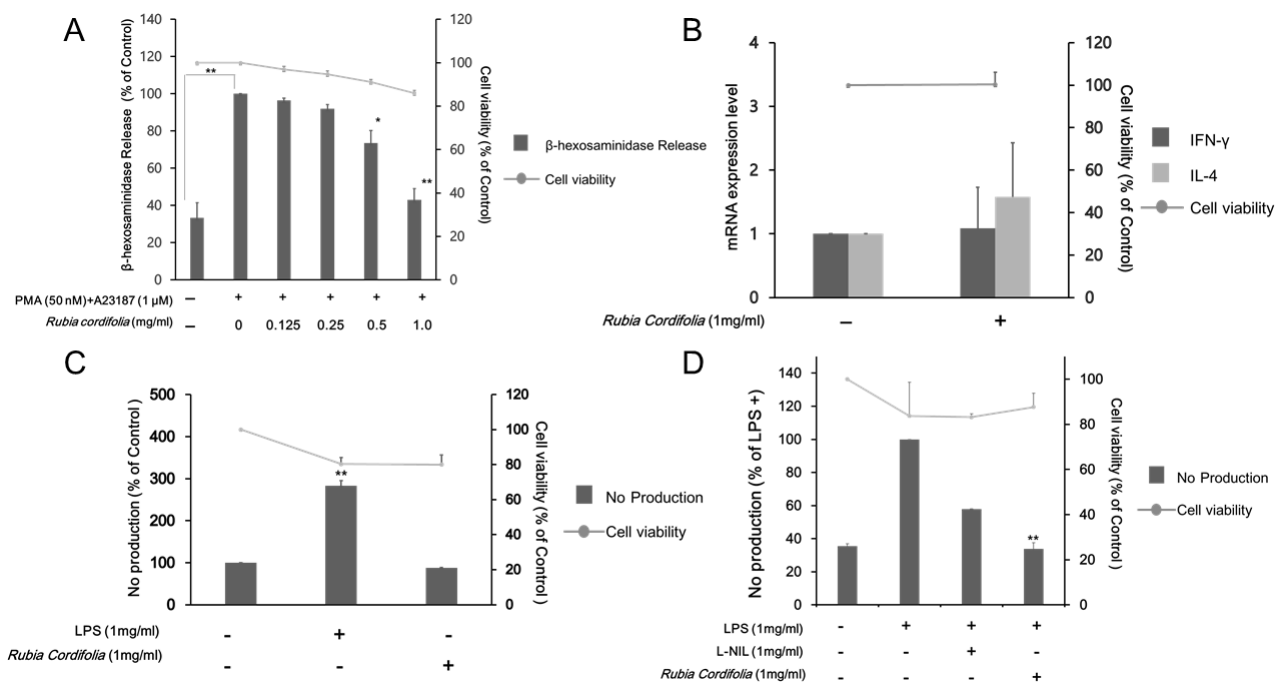 A
β-hexosaminidase Release (% of Control)
140
120
100
80
60
40
20
0
**
*
**
120
100
80
60
40
20
0
Cell viability (% of Control)
β-hexosaminidase Release
Cell viability
PMA (50 nM)+A23187 (1 µM) – + + + + +
Rubia cordifolia (mg/ml) – 0 0.125 0.25 0.5 1.0
B
mRNA expression level
4
3
2
1
0
120
100
80
60
40
30
0
Cell viability (% of Control)
IFN-γ
IL-4
Cell viability
Rubia Cordifolia (1mg/ml) – +
C
No production (% of Control )
500
400
300
300
200
100
0
**
120
100
80
60
40
20
0
Cell viability (% of Control )
No Production
Cell viability
LPS (1mg/ml) - + -
Rubia Cordifolia (1mg/ml) - - +
D
No production (% of LPS +)
140
120
100
80
60
40
20
0
**
100
80
60
40
20
0
Cell viability (% of Control )
No Production
Cell viability
LPS (1mg/ml) - + + +
L-NIL (1mg/ml) - - + -
Rubia Cordifolia (1mg/ml) - - - +